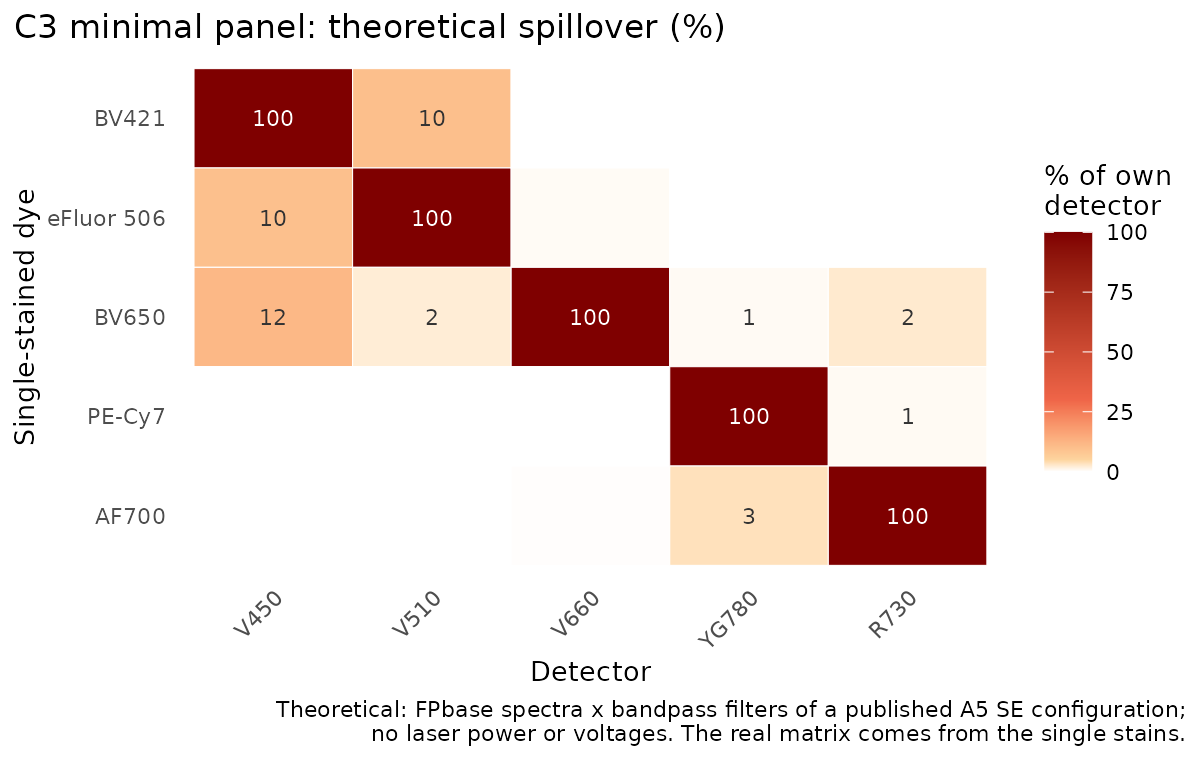 C3 minimal panel: theoretical spillover (%)
BV421
100
10
eFluor 506
10
100
BV650
12
2
100
1
2
PE-Cy7
100
1
AF700
3
100
Single-stained dye
V450
V510
V660
YG780
R730
Detector
% of own
detector
100
75
50
25
0
Theoretical: FPbase spectra x bandpass filters of a published A5 SE configuration;
no laser power or voltages. The real matrix comes from the single stains.